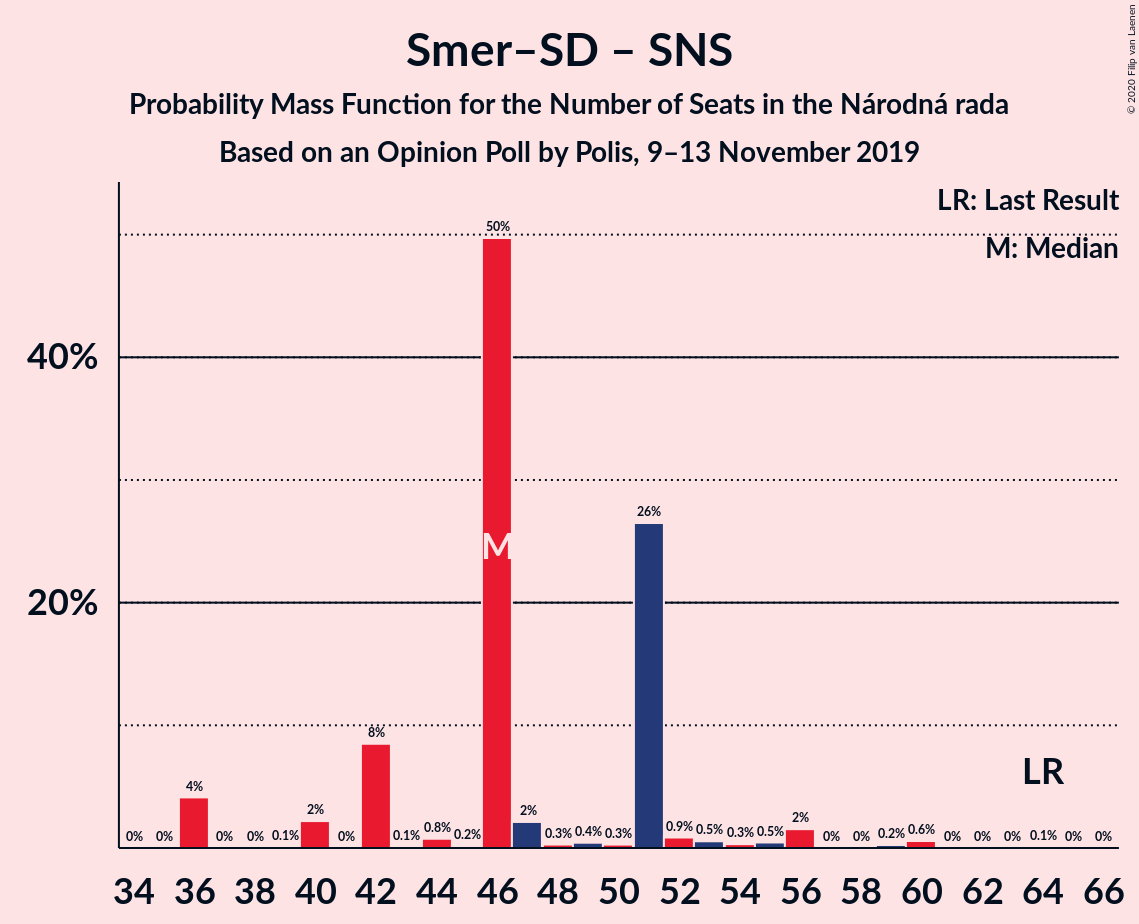 Smer–SD – SNS
Probability Mass Function for the Number of Seats in the Národná rada
Based on an Opinion Poll by Polis, 9–13 November 2019
© 2020 Filip van Laenen
LR: Last Result
M: Median
50%
40%
26%
M
20%
8%
LR
4%
2% 2% 2%
0% 0% 0% 0% 0.1% 0% 0.1% 0.8% 0.2% 0.3% 0.4% 0.3% 0.9% 0.5% 0.3% 0.5% 0% 0% 0.2% 0.6% 0% 0% 0% 0.1% 0% 0%
34 36 38 40 42 44 46 48 50 52 54 56 58 60 62 64 66